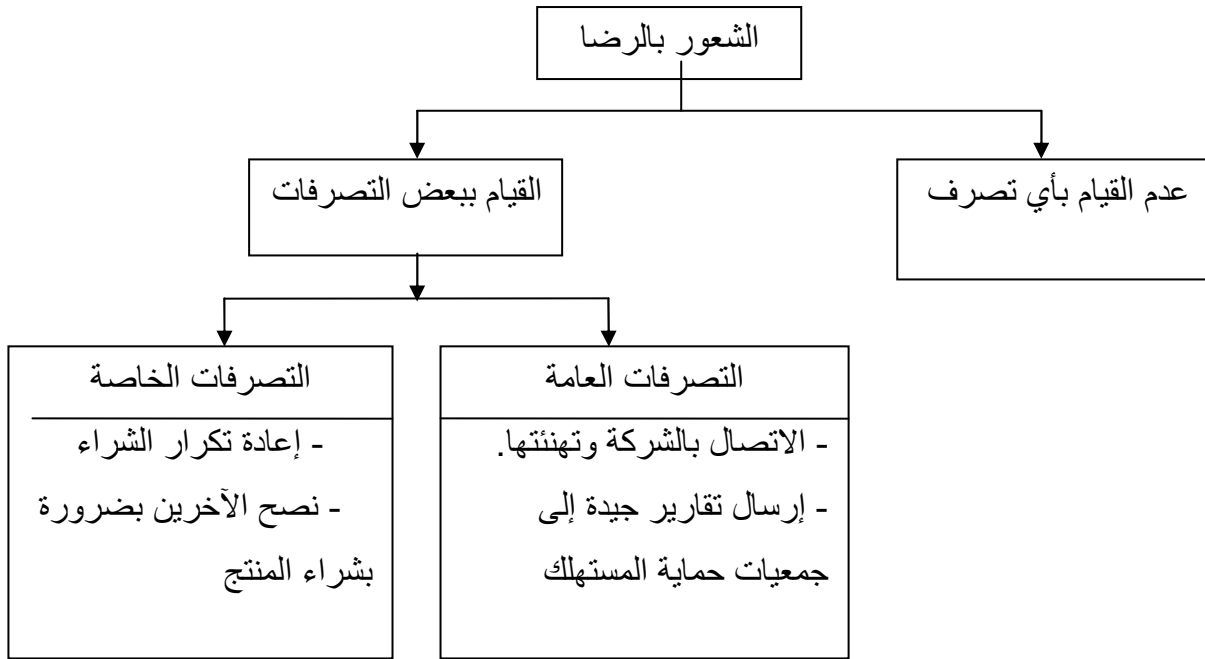 الشعور بالرضا
عدم القيام بأي تصرف
القيام ببعض التصرفات
التصرفات العامة
- الاتصال بالشركة وتهنئتها.
- إرسال تقارير جيدة إلى
جمعيات حماية المستهلك
التصرفات الخاصة
- إعادة تكرار الشراء
- نصح الآخرين بضرورة
بشراء المنتج